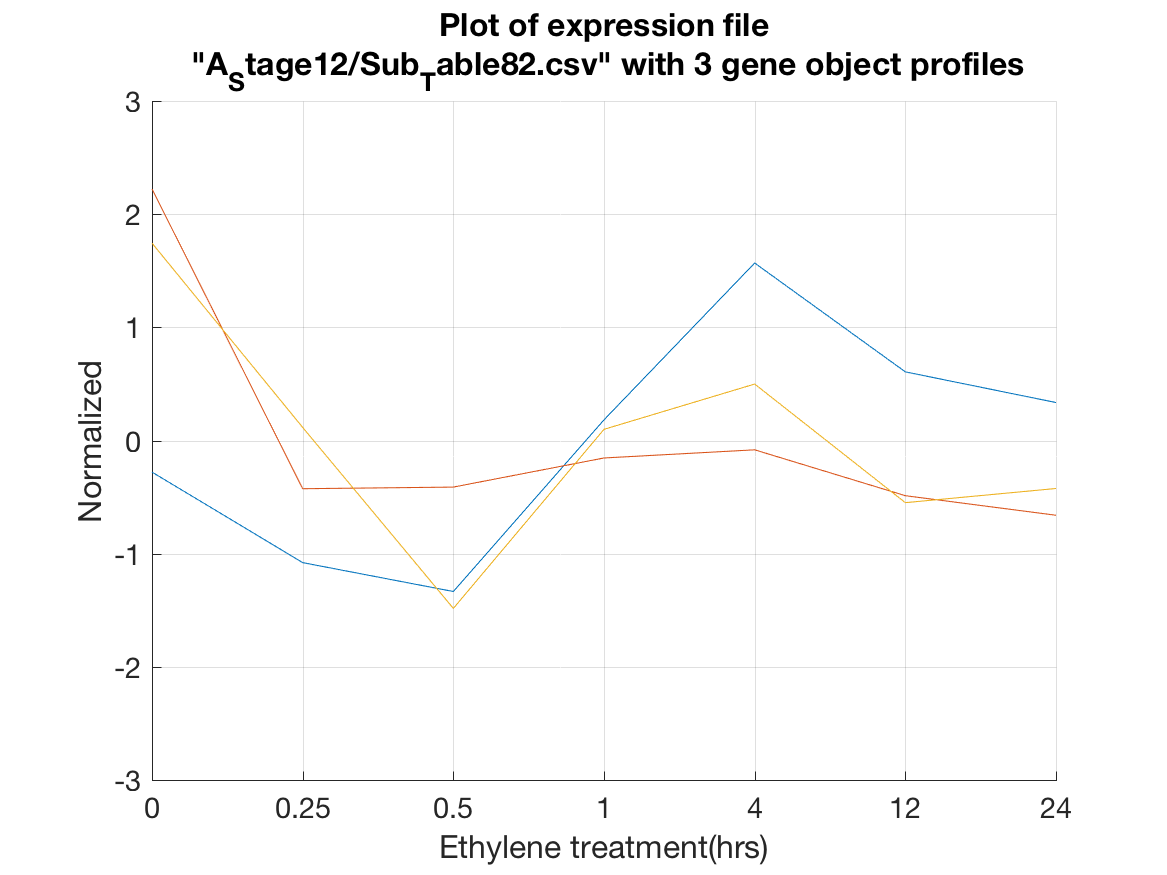 Plot of expression file
"A_Stage12/Sub_Table82.csv" with 3 gene object profiles
3
2
1
0
-1
-2
-3
Normalized
0 0.25 0.5 1 4 12 24
Ethylene treatment(hrs)